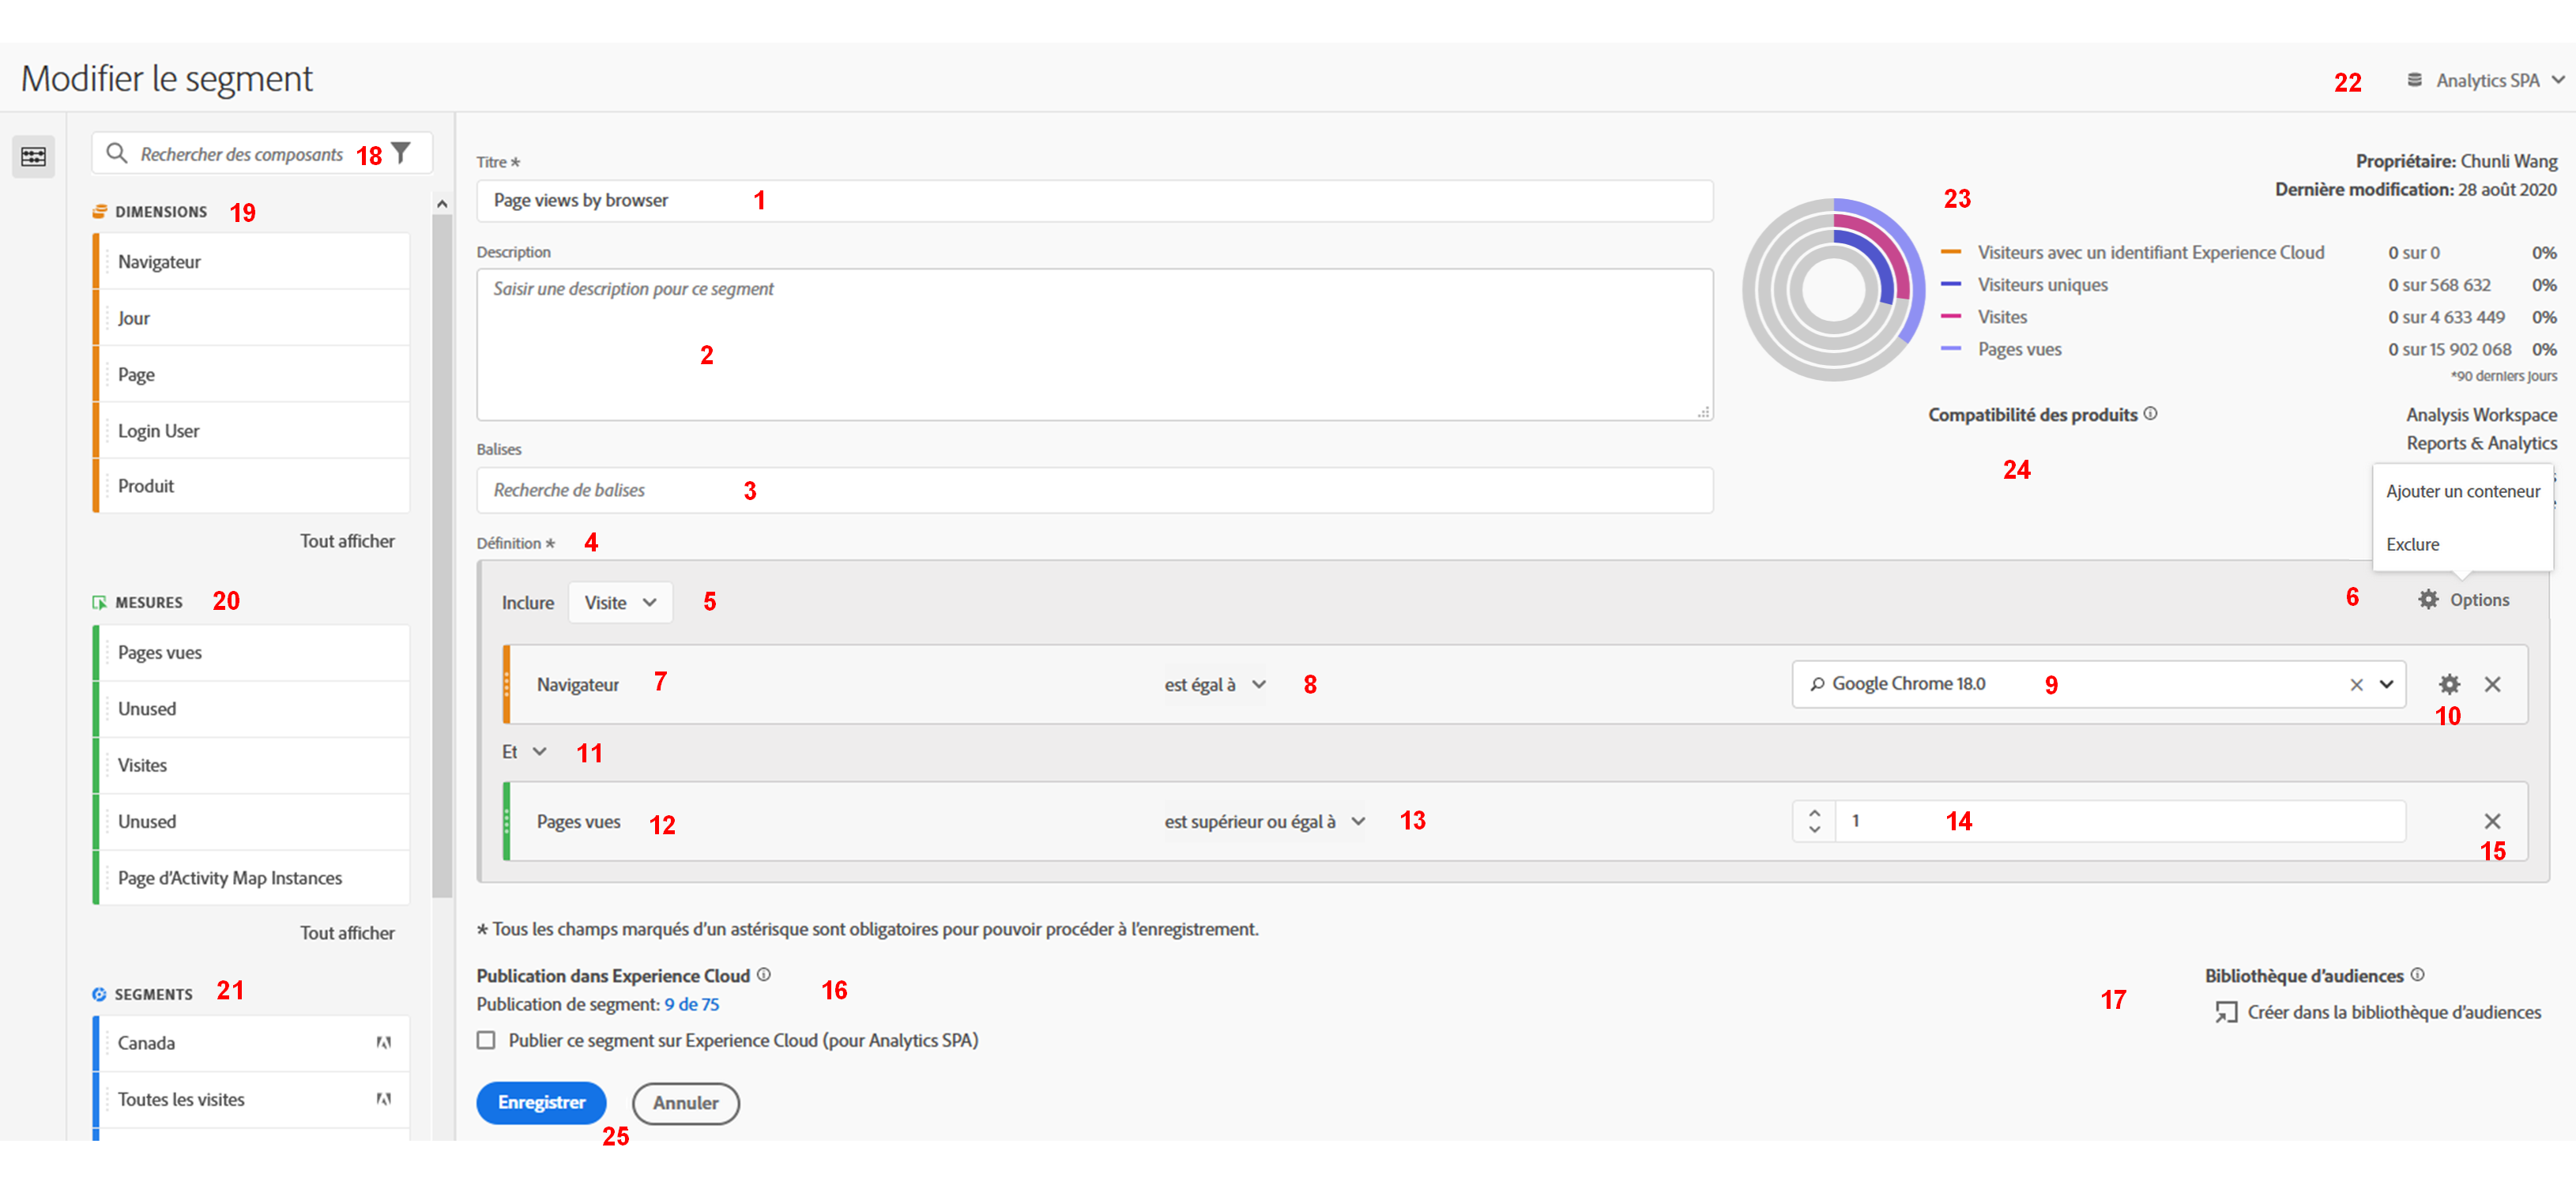 Modifier le segment
22 Analytics SPA
Rechercher des composants 18
DIMENSIONS 19
Navigateur
Jour
Page
Login User
Produit
Tout afficher
MESURES 20
Pages vues
Unused
Visites
Unused
Page d'Activity Map Instances
Tout afficher
SEGMENTS 21
Canada
Toutes les visites
Titre *
Page views by browser 1
Description
Saisir une description pour ce segment
2
Balises
Recherche de balises 3
Propriétaire: Chunli Wang
Dernière modification: 28 août 2020
23
Visiteurs avec un identifiant Experience Cloud 0 sur 0 0%
Visiteurs uniques 0 sur 568 632 0%
Visites 0 sur 4 633 449 0%
Pages vues 0 sur 15 902 068 0%
*90 derniers jours
Compatibilité des produits Analysis Workspace
Reports & Analytics
24
Ajouter un conteneur
Exclure
Définition * 4
Inclure Visite 5
6 Options
Navigateur 7 est égal à 8 Google Chrome 18.0 9
10
Et 11
Pages vues 12 est supérieur ou égal à 13 1 14
15
* Tous les champs marqués d'un astérisque sont obligatoires pour pouvoir procéder à l'enregistrement.
Publication dans Experience Cloud 16
Publication de segment: 9 de 75
Publier ce segment sur Experience Cloud (pour Analytics SPA)
17 Bibliothèque d'audiences
Créer dans la bibliothèque d'audiences
Enregistrer Annuler
25